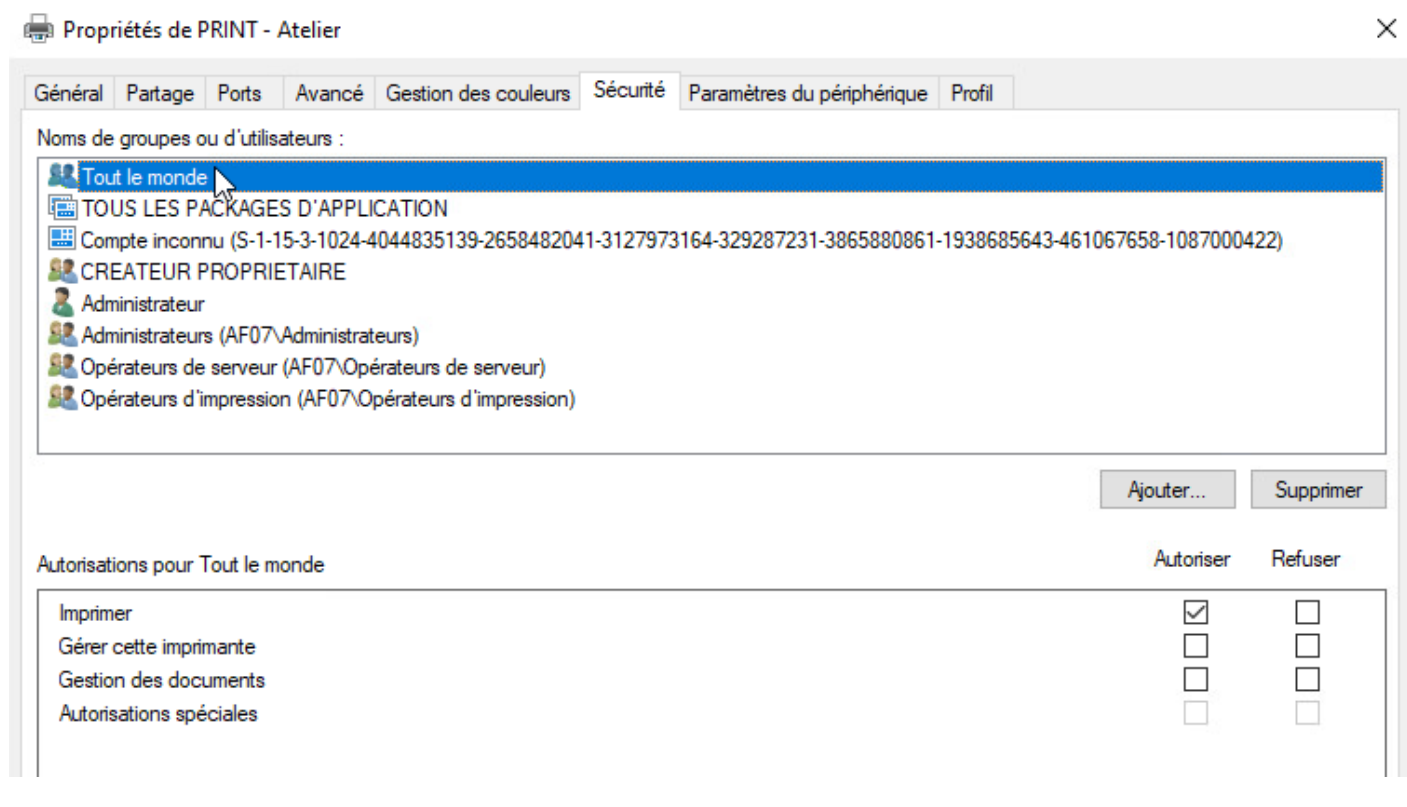 Propriétés de PRINT - Atelier
Général Partage Ports Avancé Gestion des couleurs Sécurité Paramètres du périphérique Profil
Noms de groupes ou d'utilisateurs :
Tout le monde
TOUS LES PACKAGES D'APPLICATION
Compte inconnu (S-1-15-3-1024-4044835139-2658482041-3127973164-329287231-3865880861-1938685643-461067658-1087000422)
CREATEUR PROPRIETAIRE
Administrateur
Administrateurs (AF07\Administrateurs)
Opérateurs de serveur (AF07\Opérateurs de serveur)
Opérateurs d'impression (AF07\Opérateurs d'impression)
Ajouter... Supprimer
Autorisations pour Tout le monde Autoriser Refuser
Imprimer
Gérer cette imprimante
Gestion des documents
Autorisations spéciales